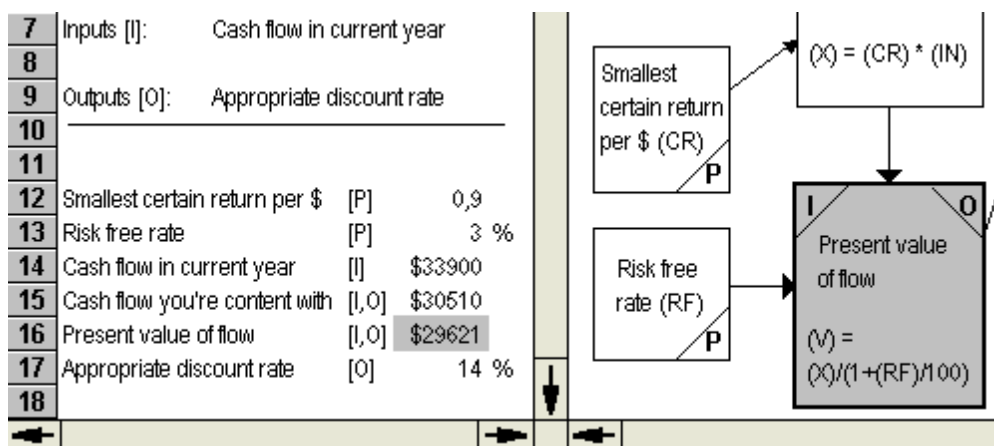 7 Inputs [I]: Cash flow in current year
8
9 Outputs [O]: Appropriate discount rate
10
11
12 Smallest certain return per $ [P] 0,9
13 Risk free rate [P] 3 %
14 Cash flow in current year [I] $33900
15 Cash flow you're content with [I,O] $30510
16 Present value of flow [I,O] $29621
17 Appropriate discount rate [O] 14 %
18
(X) = (CR) * (IN)
Smallest
certain return
per $ (CR)
P
Risk free
rate (RF)
P
I O
Present value
of flow
(V) =
(X)/(1+(RF)/100)